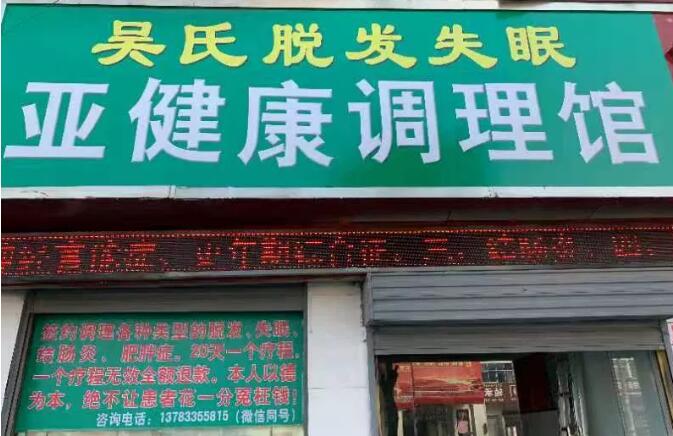 吴氏脱发失眠
亚健康调理馆
签约调理各种类型的脱发、失眠、
结肠炎、肥胖症。20天一个疗程,
一个疗程无效全额退款。本人以德
为本,绝不让患者花一分冤枉钱!
咨询电话:13783355815(微信同号)